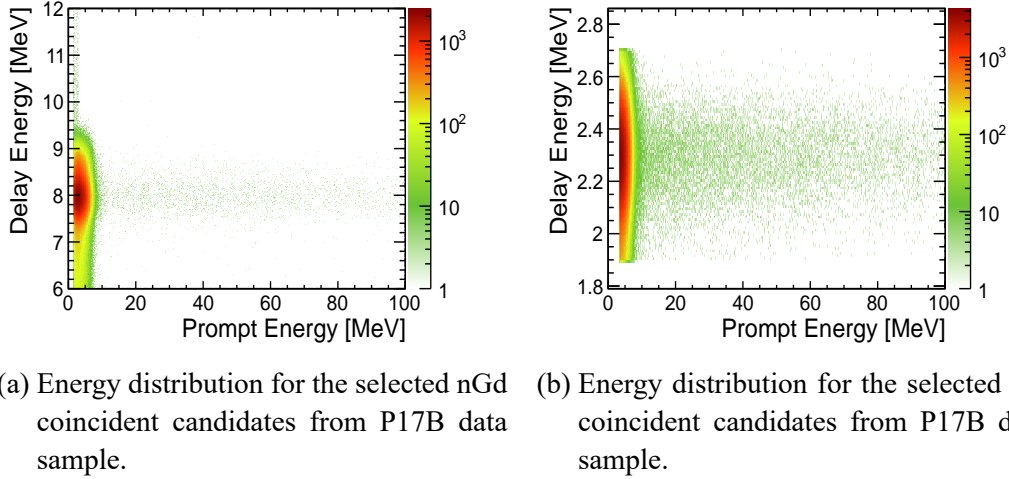 Delay Energy [MeV]
12
11
10
9
8
7
6
0 20 40 60 80 100
Prompt Energy [MeV]
10³
10²
10
1
Delay Energy [MeV]
2.8
2.6
2.4
2.2
2
1.8
0 20 40 60 80 100
Prompt Energy [MeV]
10³
10²
10
1
a) Energy distribution for the selected nGd
coincident candidates from P17B data
sample.
(b) Energy distribution for the selected
coincident candidates from P17B d
sample.